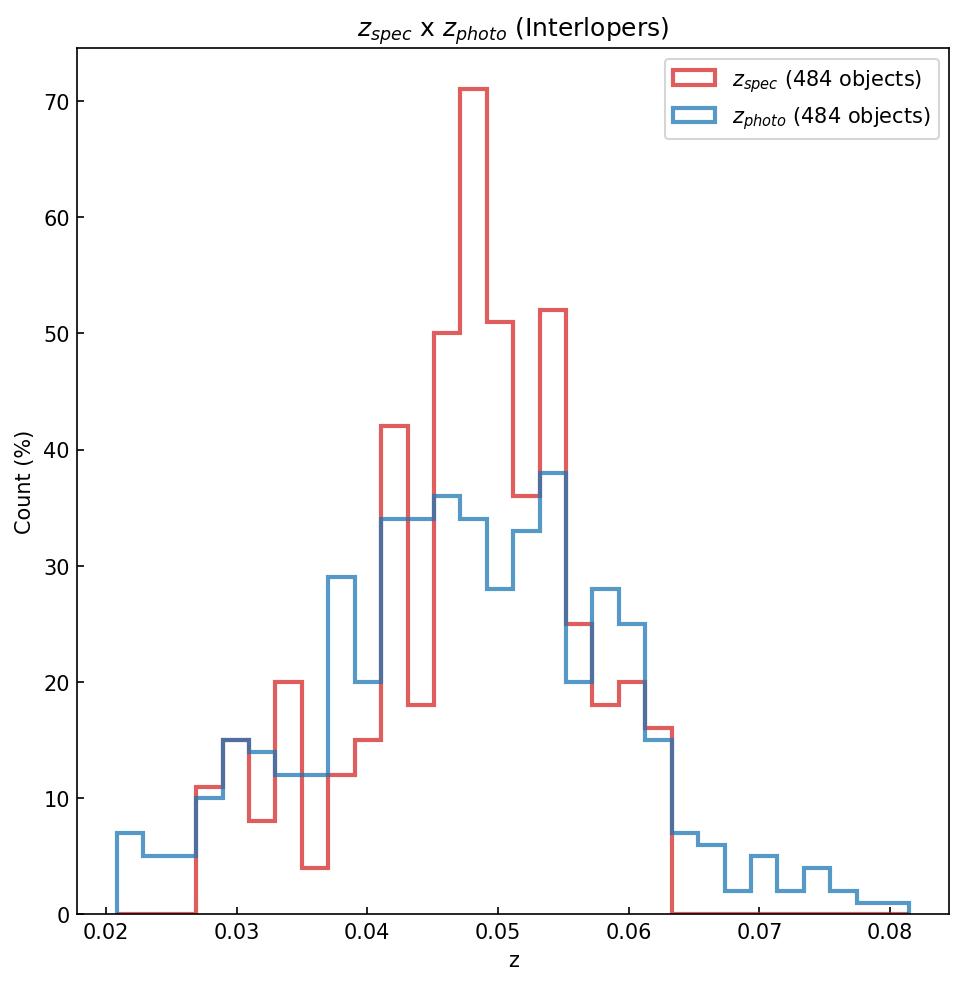 z_spec x z_photo (Interlopers)
z_spec (484 objects)
z_photo (484 objects)
Count (%)
70
60
50
40
30
20
10
0
0.02 0.03 0.04 0.05 0.06 0.07 0.08
z